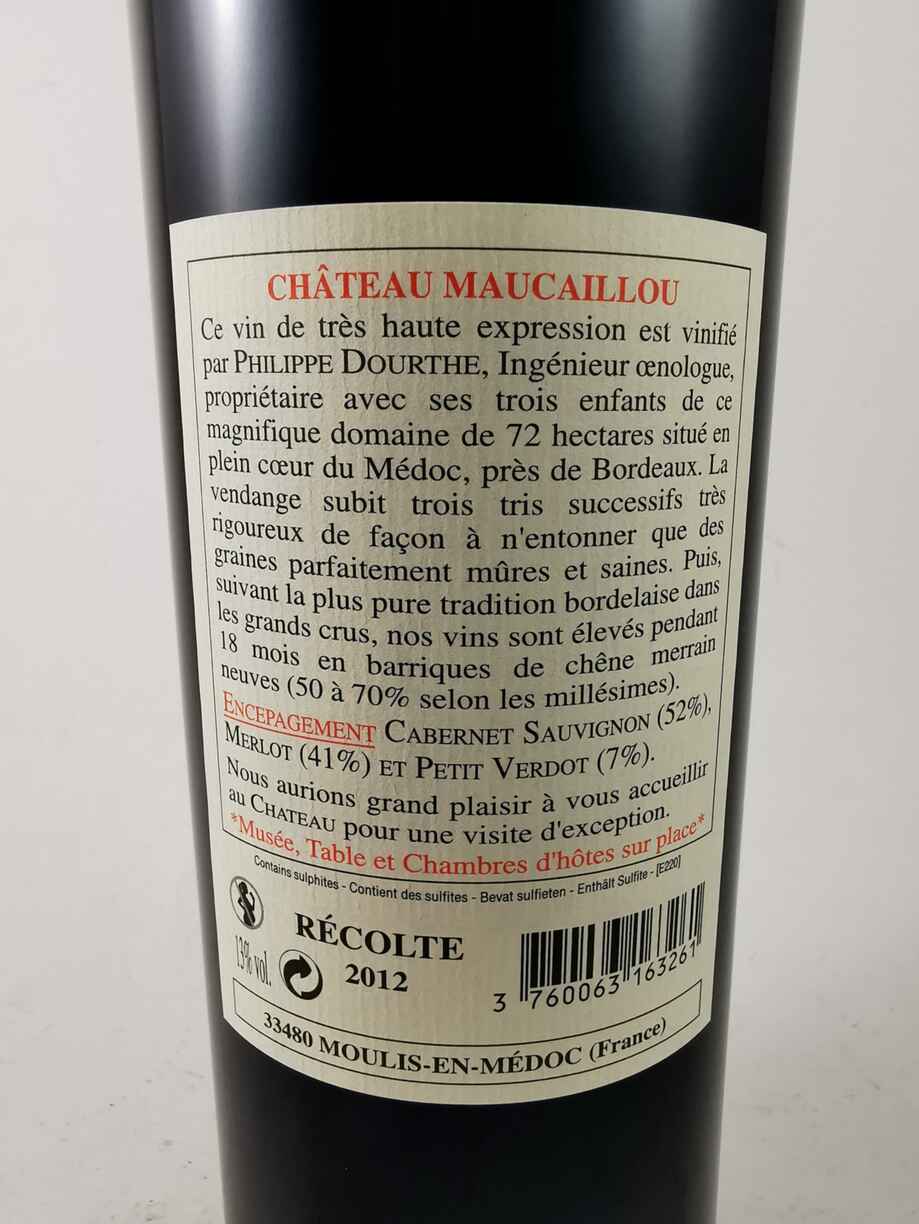 CHÂTEAU MAUCAILLOU
Ce vin de très haute expression est vinifié
par PHILIPPE DOURTHE, Ingénieur œnologue,
propriétaire avec ses trois enfants de ce
magnifique domaine de 72 hectares situé en
plein cœur du Médoc, près de Bordeaux. La
vendange subit trois tris successifs très
rigoureux de façon à n'entonner que des
graines parfaitement mûres et saines. Puis,
suivant la plus pure tradition bordelaise dans
les grands crus, nos vins sont élevés pendant
18 mois en barriques de chêne merrain
neuves (50 à 70% selon les millésimes).
ENCEPAGEMENT CABERNET SAUVIGNON (52%),
MERLOT (41%) ET PETIT VERDOT (7%).
Nous aurions grand plaisir à vous accueillir
au CHATEAU pour une visite d'exception.
*Musée, Table et Chambres d'hôtes sur place*
Contains sulphites - Contient des sulfites - Bevat sulfieten - Enthält Sulfite - [E220]
RÉCOLTE
2012
13% vol.
3 760063 163261
33480 MOULIS-EN-MÉDOC (France)